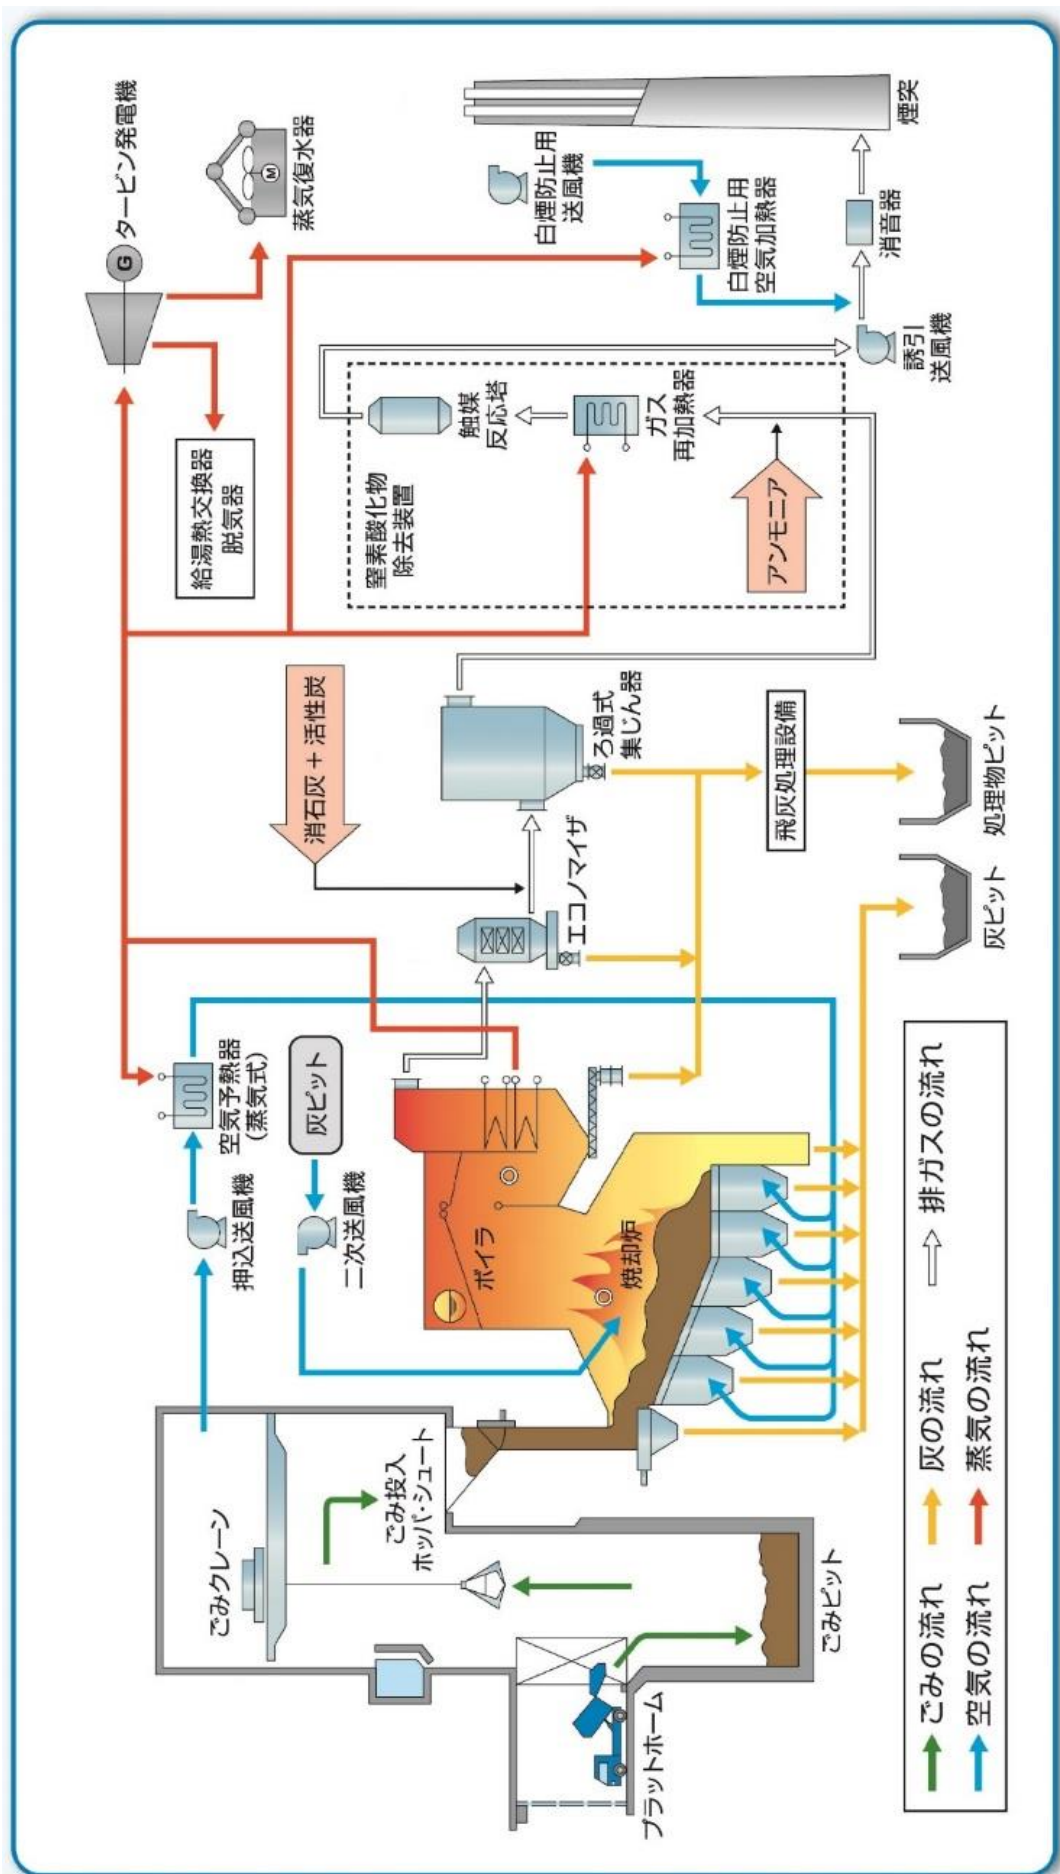 ごみクレーン
ごみ投入
ホッパ・シュート
プラットホーム
ごみピット
押込送風機
空気予熱器
(蒸気式)
灰ピット
二次送風機
ボイラ
焼却炉
エコノマイザ
消石灰 + 活性炭
ろ過式
集じん器
飛灰処理設備
灰ピット
処理物ピット
G
タービン発電機
M
蒸気復水器
給湯熱交換器
脱気器
窒素酸化物
除去装置
触媒
反応塔
ガス
再加熱器
アンモニア
白煙防止用
送風機
白煙防止用
空気加熱器
誘引
送風機
消音器
煙突
ごみの流れ
灰の流れ
排ガスの流れ
空気の流れ
蒸気の流れ